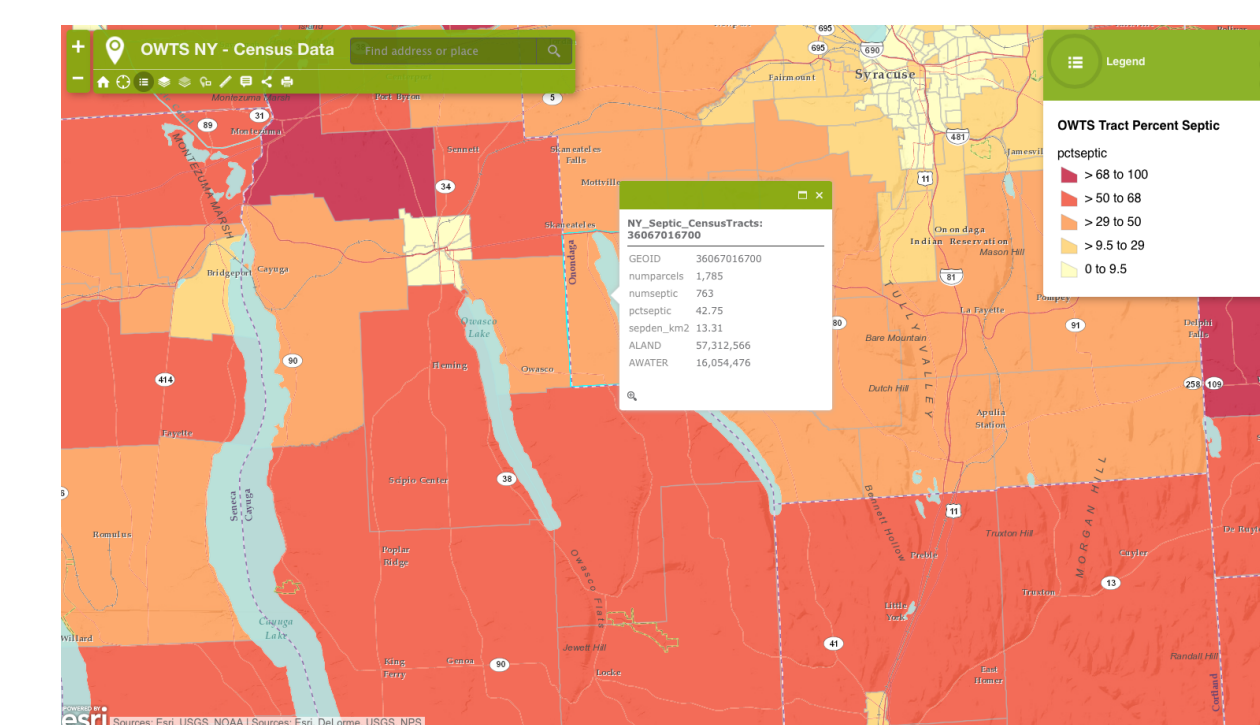 +
OWTS NY - Census Data
Find address or place
−
Legend
OWTS Tract Percent Septic
pctseptic
> 68 to 100
> 50 to 68
> 29 to 50
> 9.5 to 29
0 to 9.5
NY_Septic_CensusTracts:
36067016700
GEOID 36067016700
numparcels 1,785
numseptic 763
pctseptic 42.75
sepden_km2 13.31
ALAND 57,312,566
AWATER 16,054,476
695
695
690
Syracuse
Fairmount
Montezuma Marsh
Port Byron
5
31
89
Montezuma
MONTEZUMA MARSH
Sennett
Skaneateles
Falls
481
Jamesvil
34
Mottville
11
Skaneateles
Onondaga
Onondaga
Indian Reservation
Mason Hill
Bridgeport
Cayuga
81
Pompey
TULLY VALLEY
La Fayette
Owasco
Lake
80
91
Delphi
Falls
Bare Mountain
90
Fleming
Owasco
414
Dutch Hill
258
109
Apulia
Station
Fayette
Scipio Center
38
Seneca
Cayuga
6
Bennett Hollow
11
MORGAN HILL
Romulus
Truxton Hill
De Ruyt
Poplar
Ridge
Owasco Flats
Preble
Cuyler
13
Truxton
Little
York
Cayuga
Lake
Willard
41
Jewett Hill
Randall Hill
King
Ferry
Genoa
90
Locke
East
Homer
Cortland
POWERED BY
esri
Sources: Esri, USGS, NOAA | Sources: Esri, DeLorme, USGS, NPS